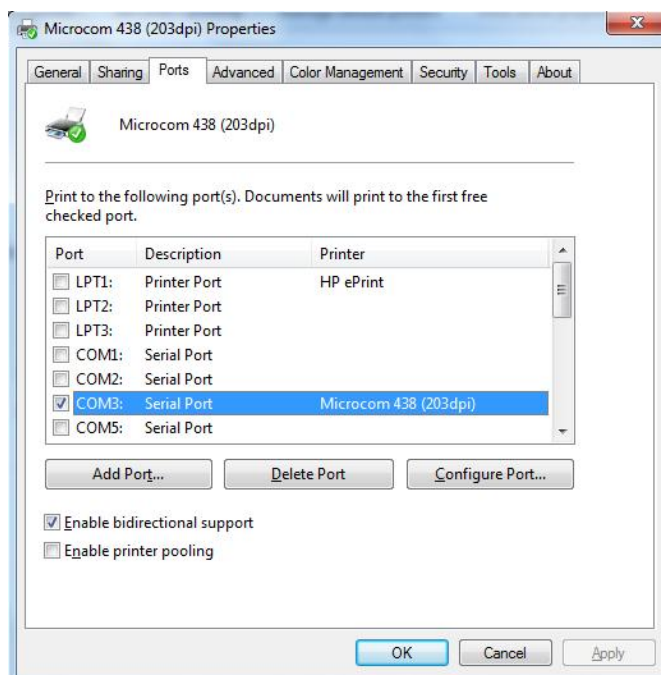 Microcom 438 (203dpi) Properties
General Sharing Ports Advanced Color Management Security Tools About
Microcom 438 (203dpi)
Print to the following port(s). Documents will print to the first free
checked port.
Port Description Printer
LPT1: Printer Port HP ePrint
LPT2: Printer Port
LPT3: Printer Port
COM1: Serial Port
COM2: Serial Port
COM3: Serial Port Microcom 438 (203dpi)
COM5: Serial Port
Add Port... Delete Port Configure Port...
Enable bidirectional support
Enable printer pooling
OK Cancel Apply